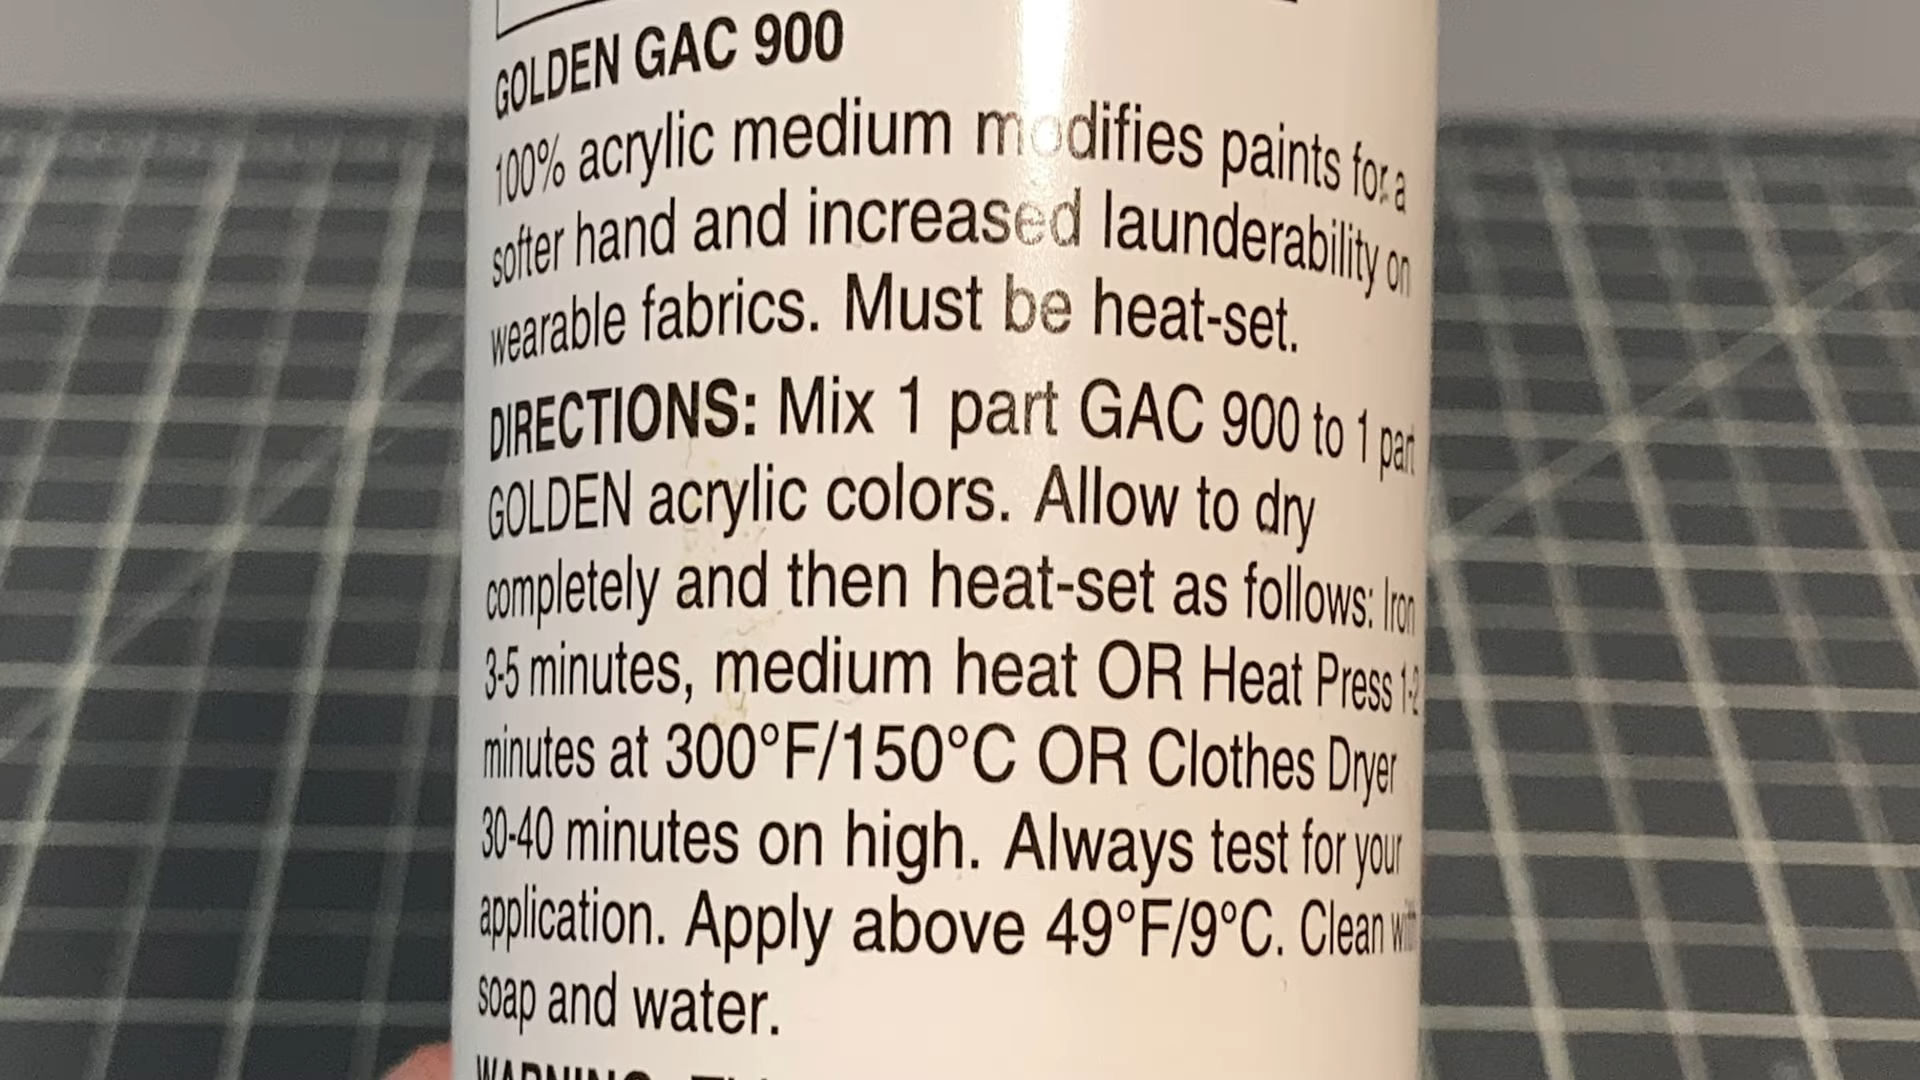 GOLDEN GAC 900
100% acrylic medium modifies paints for a
softer hand and increased launderability on
wearable fabrics. Must be heat-set.
DIRECTIONS: Mix 1 part GAC 900 to 1 part
GOLDEN acrylic colors. Allow to dry
completely and then heat-set as follows: Iron
3-5 minutes, medium heat OR Heat Press 1-2
minutes at 300°F/150°C OR Clothes Dryer
30-40 minutes on high. Always test for your
application. Apply above 49°F/9°C. Clean with
soap and water.
WARNING: